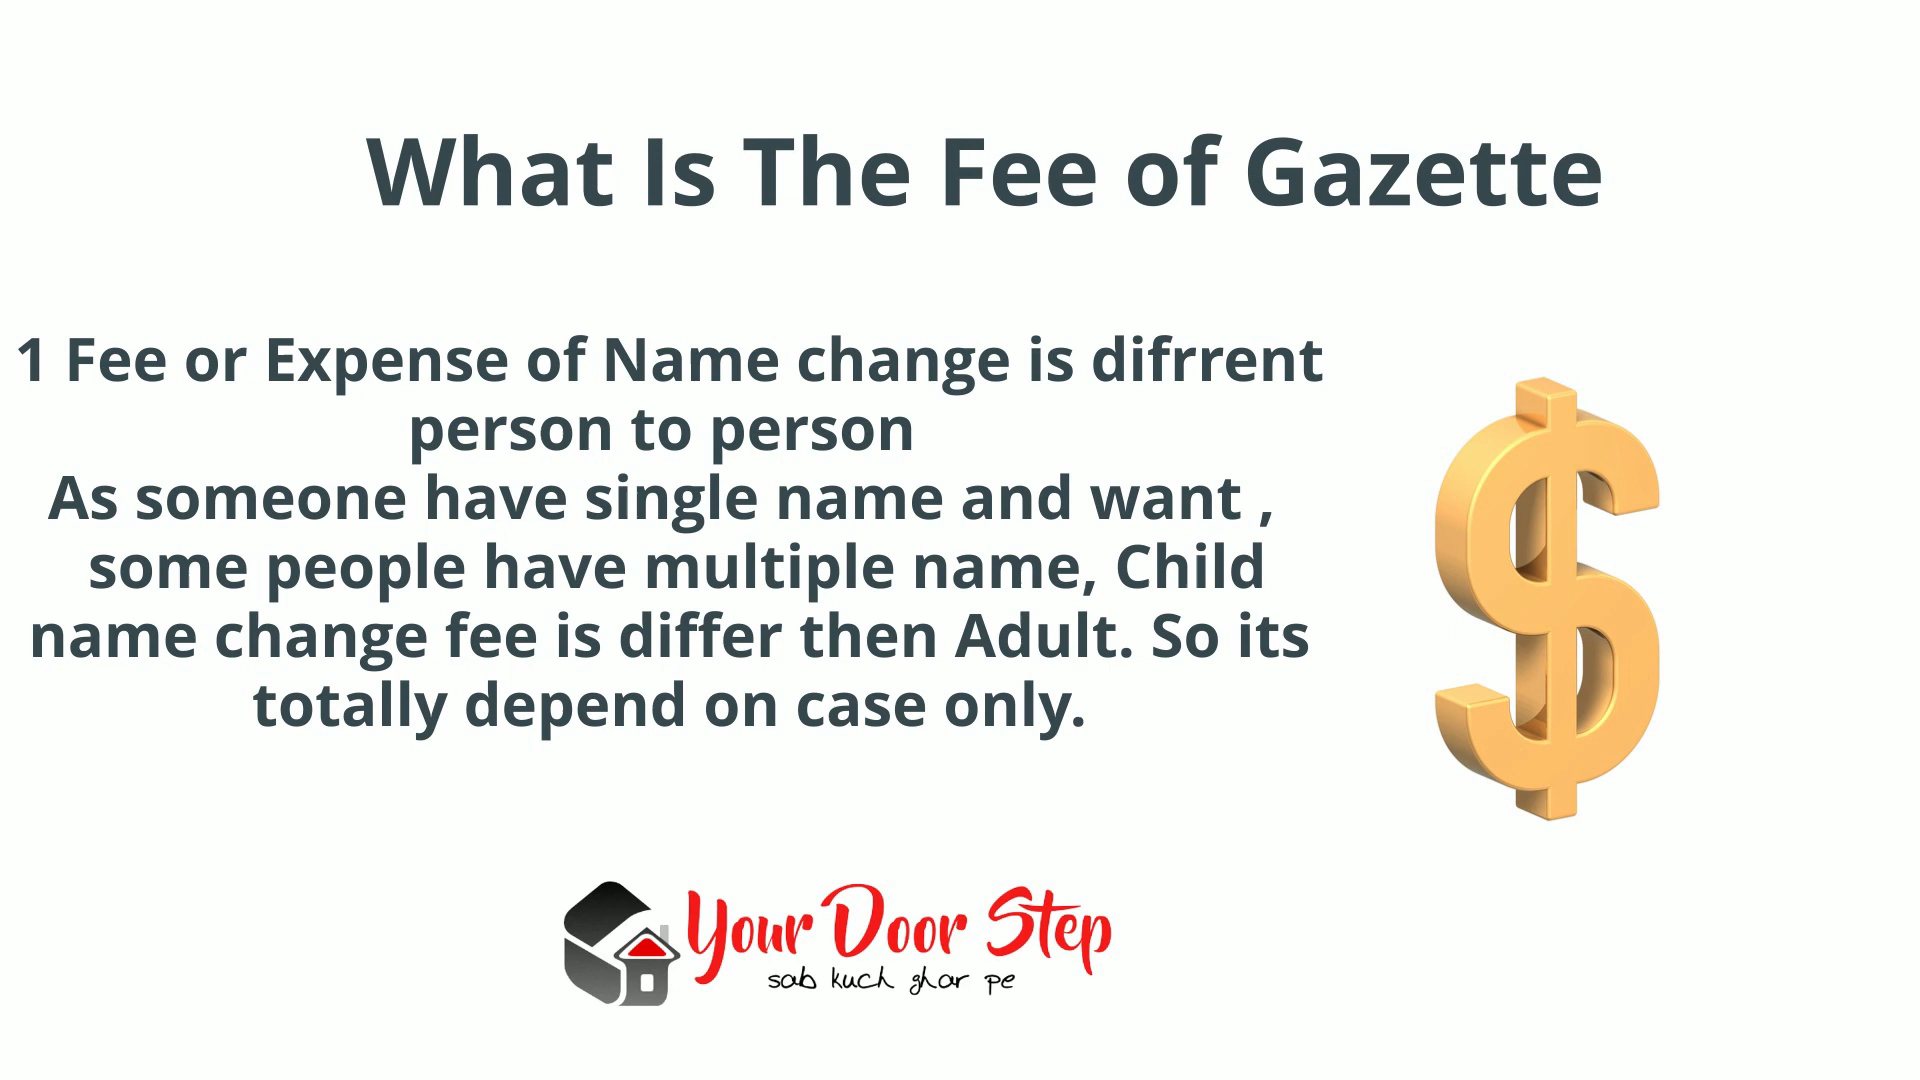 What Is The Fee of Gazette
1 Fee or Expense of Name change is difrrent
person to person
As someone have single name and want ,
some people have multiple name, Child
name change fee is differ then Adult. So its
totally depend on case only.
Your Door Step
sab kuch ghar pe